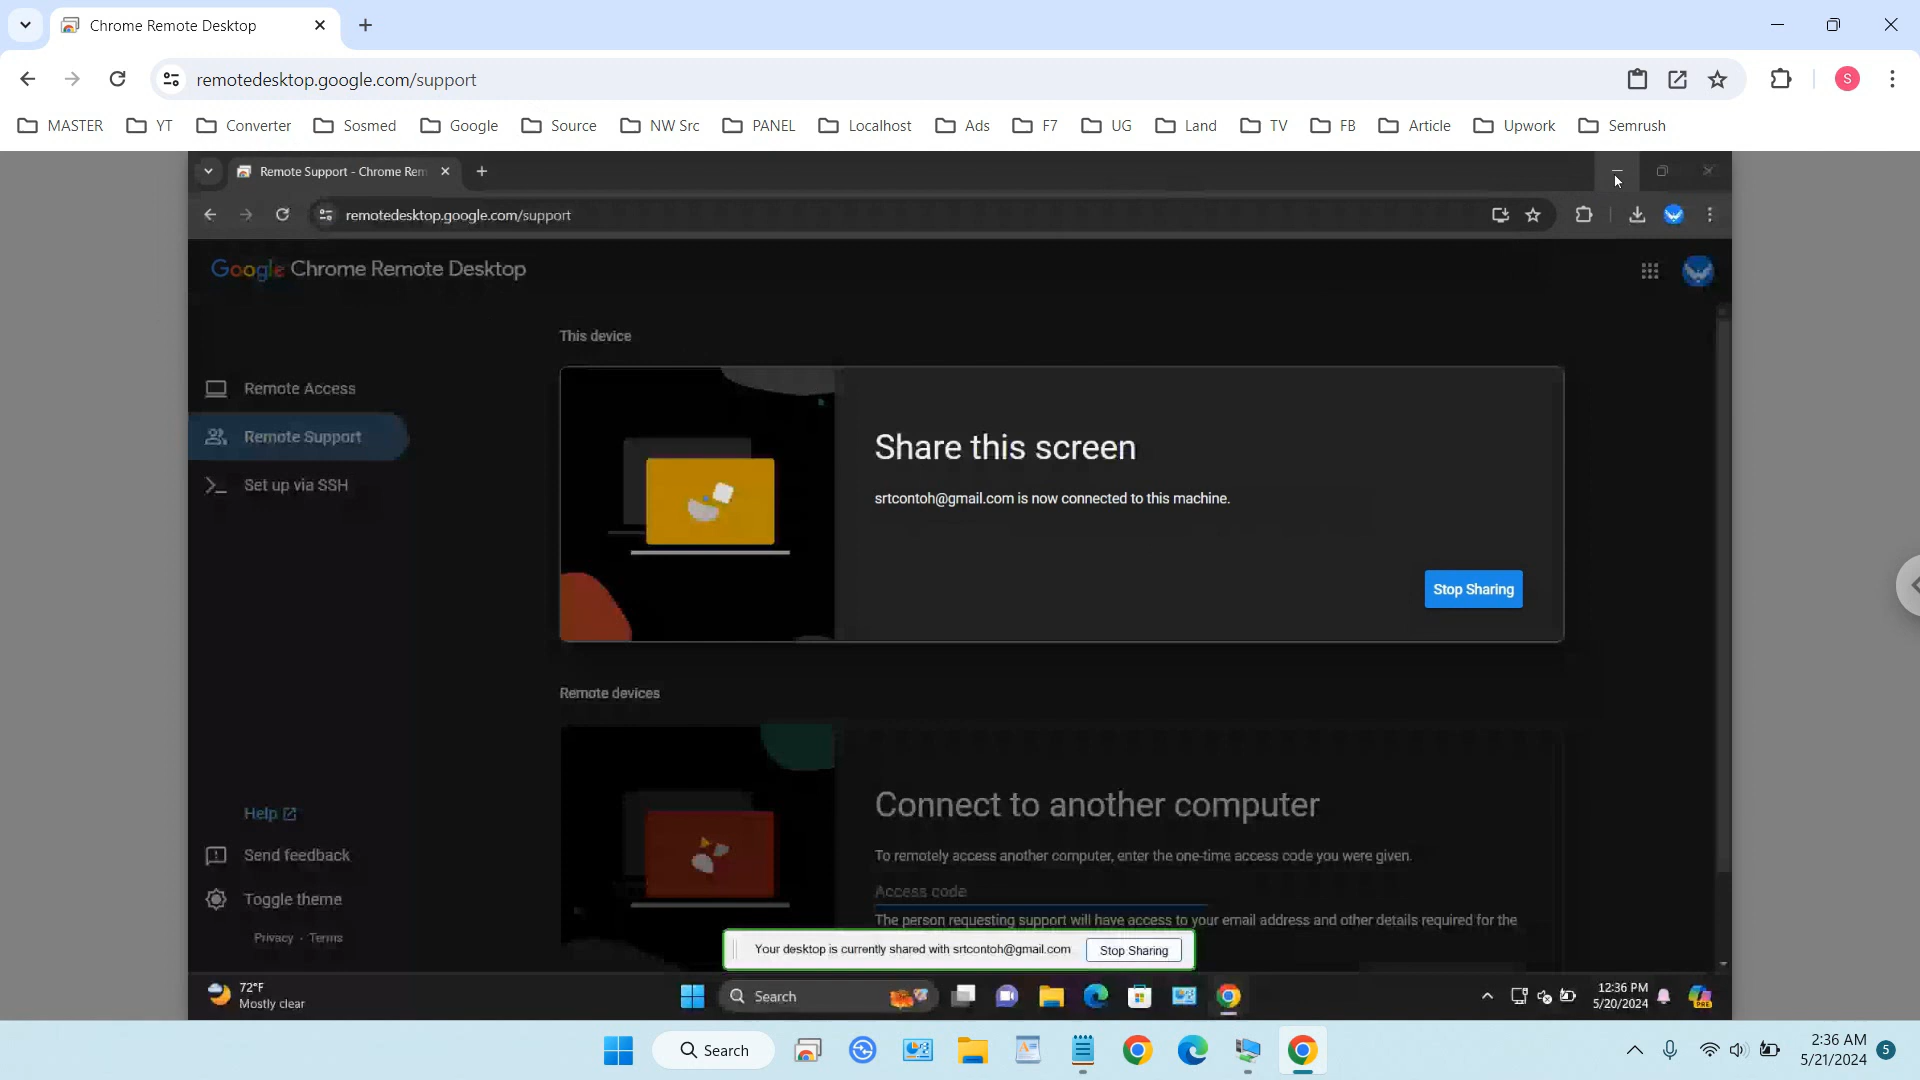 Chrome Remote Desktop
remotedesktop.google.com/support
S
MASTER YT Converter Sosmed Google Source NW Src PANEL Localhost Ads F7 UG Land TV FB Article Upwork Semrush
Remote Support - Chrome Rem
remotedesktop.google.com/support
Google Chrome Remote Desktop
This device
Remote Access
Remote Support
Set up via SSH
Share this screen
srtcontoh@gmail.com is now connected to this machine.
Stop Sharing
Remote devices
Connect to another computer
To remotely access another computer, enter the one-time access code you were given.
Access code
The person requesting support will have access to your email address and other details required for the
Help
Send feedback
Toggle theme
Privacy · Terms
Your desktop is currently shared with srtcontoh@gmail.com Stop Sharing
72°F
Mostly clear
Search
12:36 PM
5/20/2024
PRE
Search
2:36 AM
5/21/2024
5